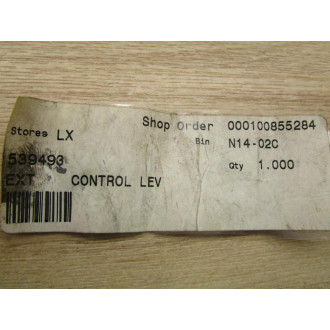 Shop Order 000100855284
Stores LX
Bin N14-02C
539493
Qty 1.000
EXT CONTROL LEV